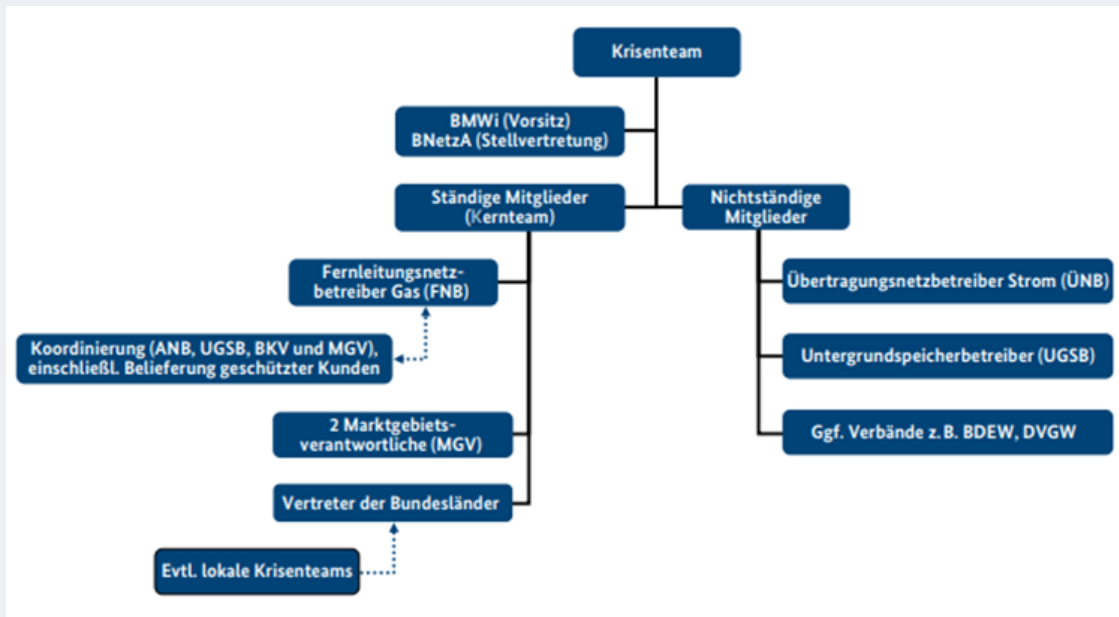 Krisenteam
BMWi (Vorsitz)
BNetzA (Stellvertretung)
Ständige Mitglieder
(Kernteam)
Nichtständige
Mitglieder
Fernleitungsnetz-
betreiber Gas (FNB)
Koordinierung (ANB, UGSB, BKV und MGV),
einschließl. Belieferung geschützter Kunden
2 Marktgebiets-
verantwortliche (MGV)
Vertreter der Bundesländer
Evtl. lokale Krisenteams
Übertragungsnetzbetreiber Strom (ÜNB)
Untergrundspeicherbetreiber (UGSB)
Ggf. Verbände z. B. BDEW, DVGW